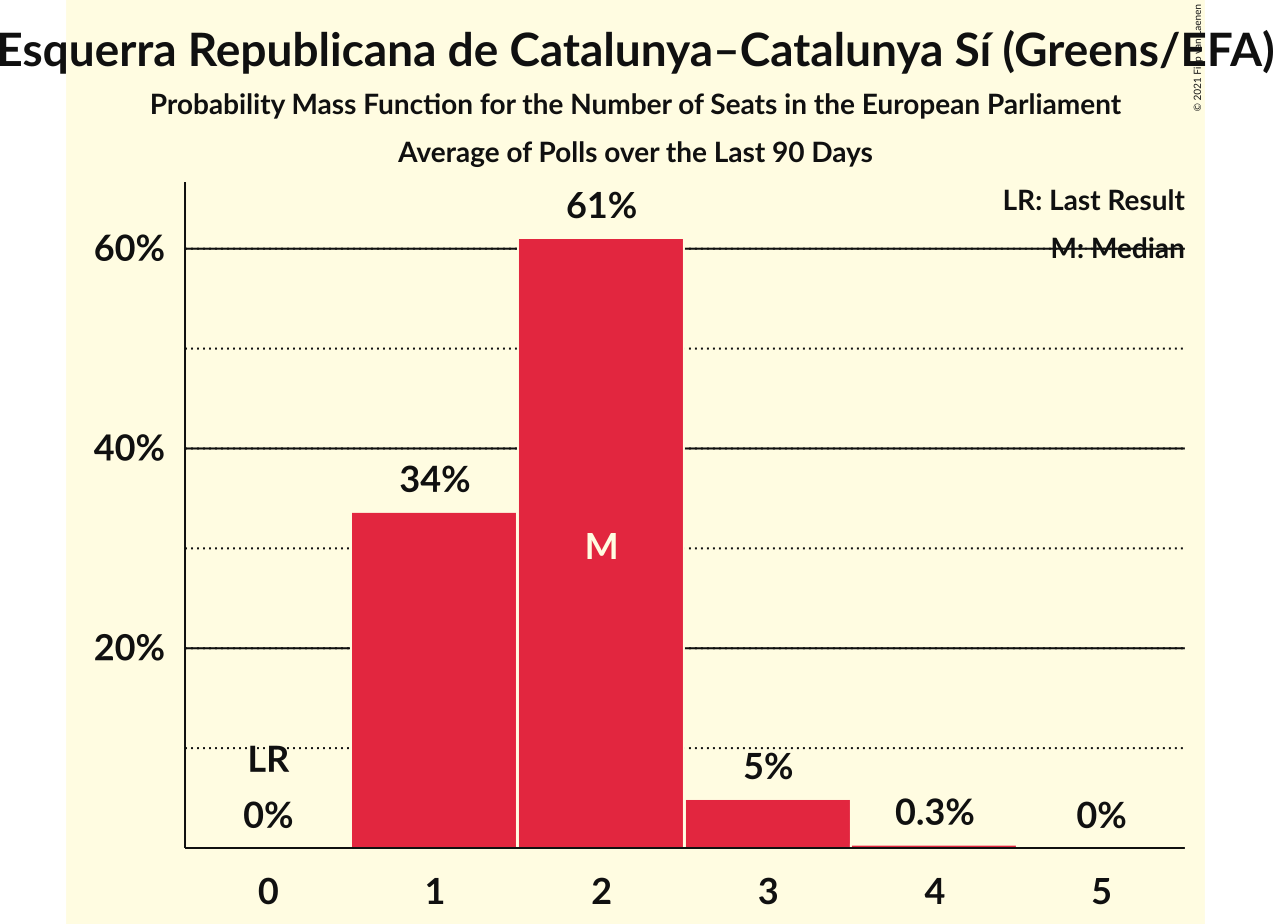 Esquerra Republicana de Catalunya–Catalunya Sí (Greens/EFA)
Probability Mass Function for the Number of Seats in the European Parliament
Average of Polls over the Last 90 Days
© 2021 Filip
LR: Last Result
M: Median
61%
60%
40%
34%
M
20%
LR
5%
0%
0.3%
0%
0 1 2 3 4 5